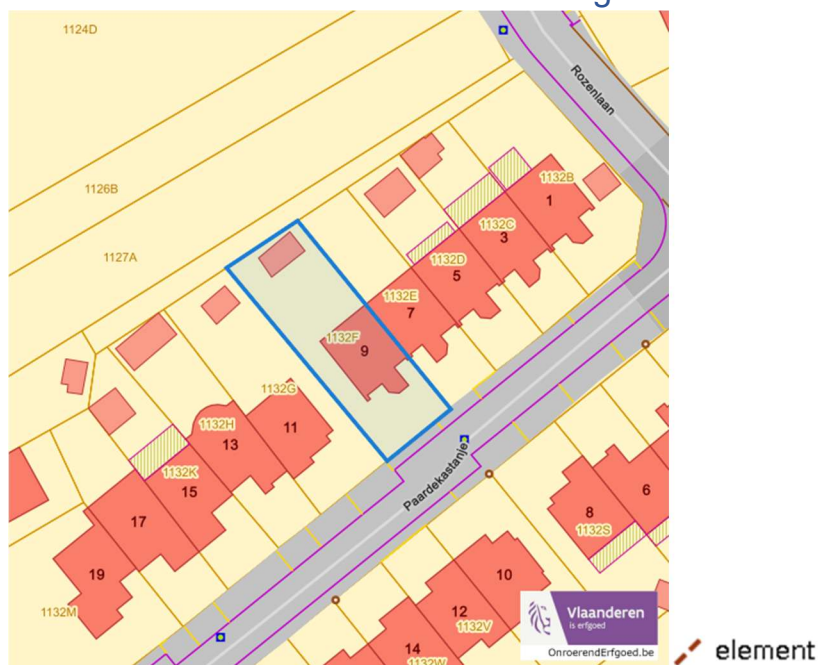 1124D
Rozenlaan
1126B
1132B
1
1132C
3
1127A
1132D
5
1132E
7
1132F
9
1132G
11
1132H
13
1132K
15
17
Paardekastanje
6
8
1132S
19
10
1132M
12
1132V
14
1132W
Vlaanderen
is erfgoed
OnroerendErfgoed.be
element